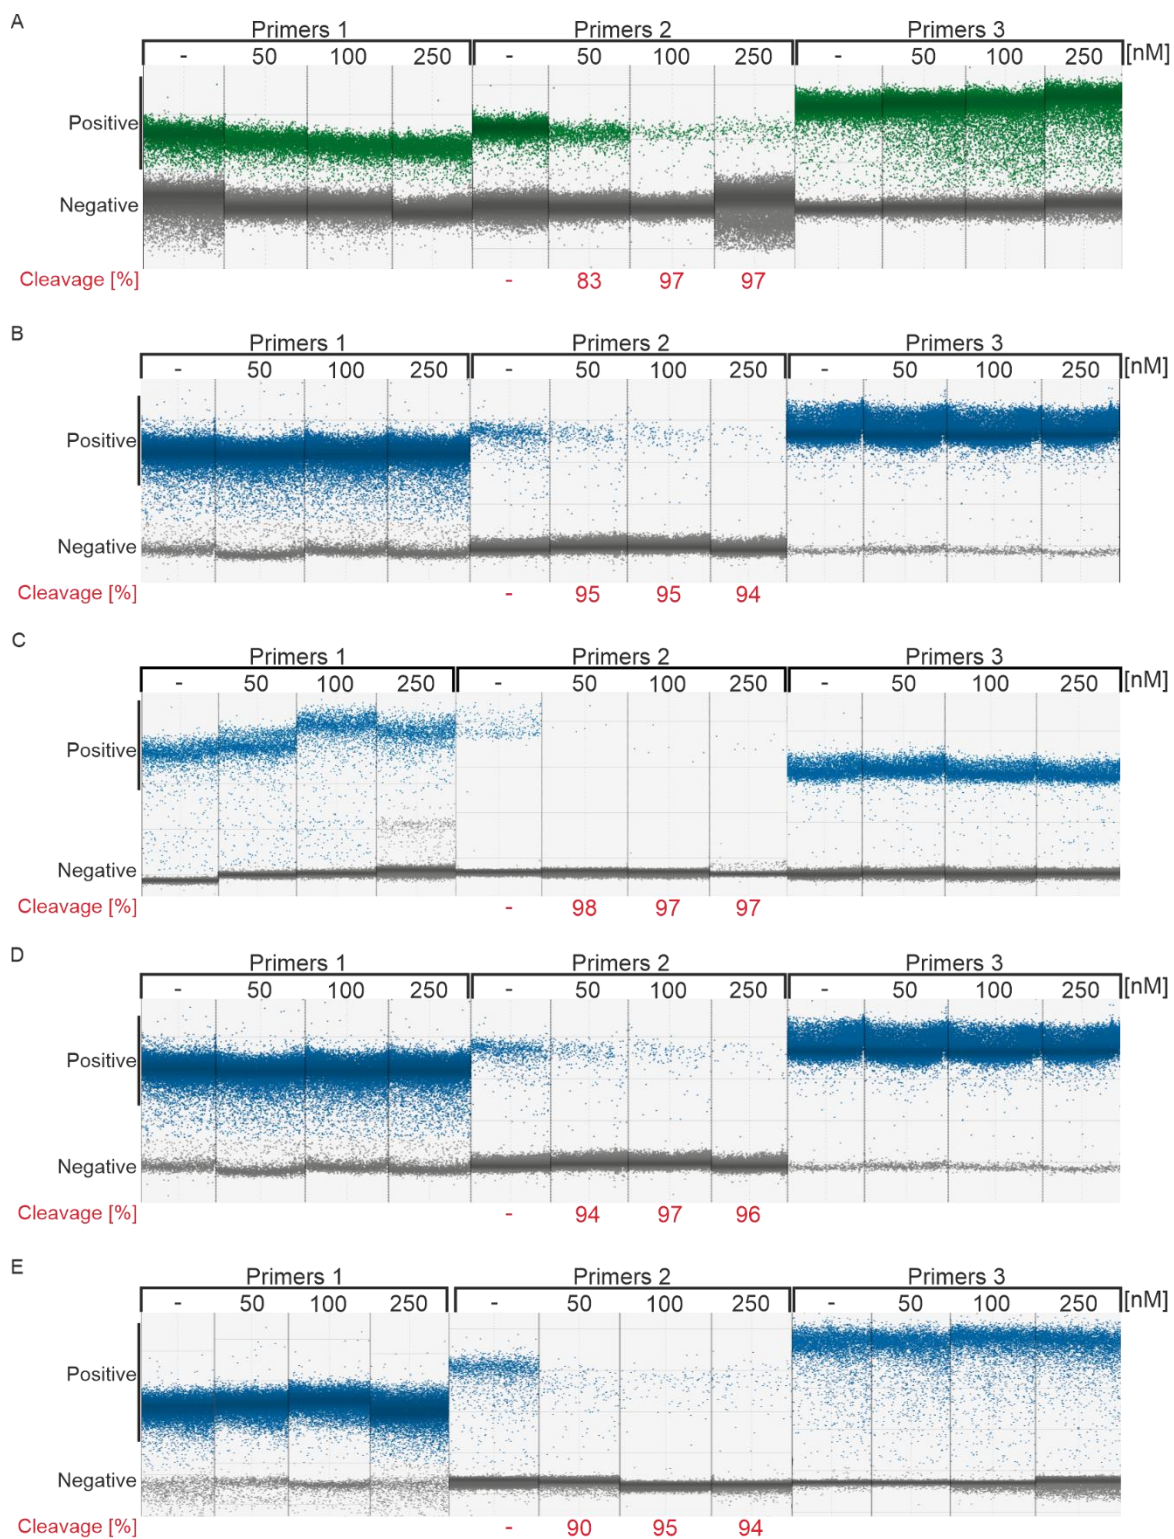 A
Primers 1 Primers 2 Primers 3
- 50 100 250 - 50 100 250 - 50 100 250 [nM]
Positive
Negative
Cleavage [%] - 83 97 97
B
Primers 1 Primers 2 Primers 3
- 50 100 250 - 50 100 250 - 50 100 250 [nM]
Positive
Negative
Cleavage [%] - 95 95 94
C
Primers 1 Primers 2 Primers 3
- 50 100 250 - 50 100 250 - 50 100 250 [nM]
Positive
Negative
Cleavage [%] - 98 97 97
D
Primers 1 Primers 2 Primers 3
- 50 100 250 - 50 100 250 - 50 100 250 [nM]
Positive
Negative
Cleavage [%] - 94 97 96
E
Primers 1 Primers 2 Primers 3
- 50 100 250 - 50 100 250 - 50 100 250 [nM]
Positive
Negative
Cleavage [%] - 90 95 94